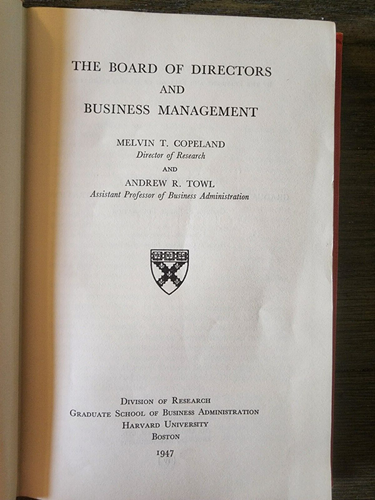 THE BOARD OF DIRECTORS
AND
BUSINESS MANAGEMENT
MELVIN T. COPELAND
Director of Research
AND
ANDREW R. TOWL
Assistant Professor of Business Administration
DIVISION OF RESEARCH
GRADUATE SCHOOL OF BUSINESS ADMINISTRATION
HARVARD UNIVERSITY
BOSTON
1947